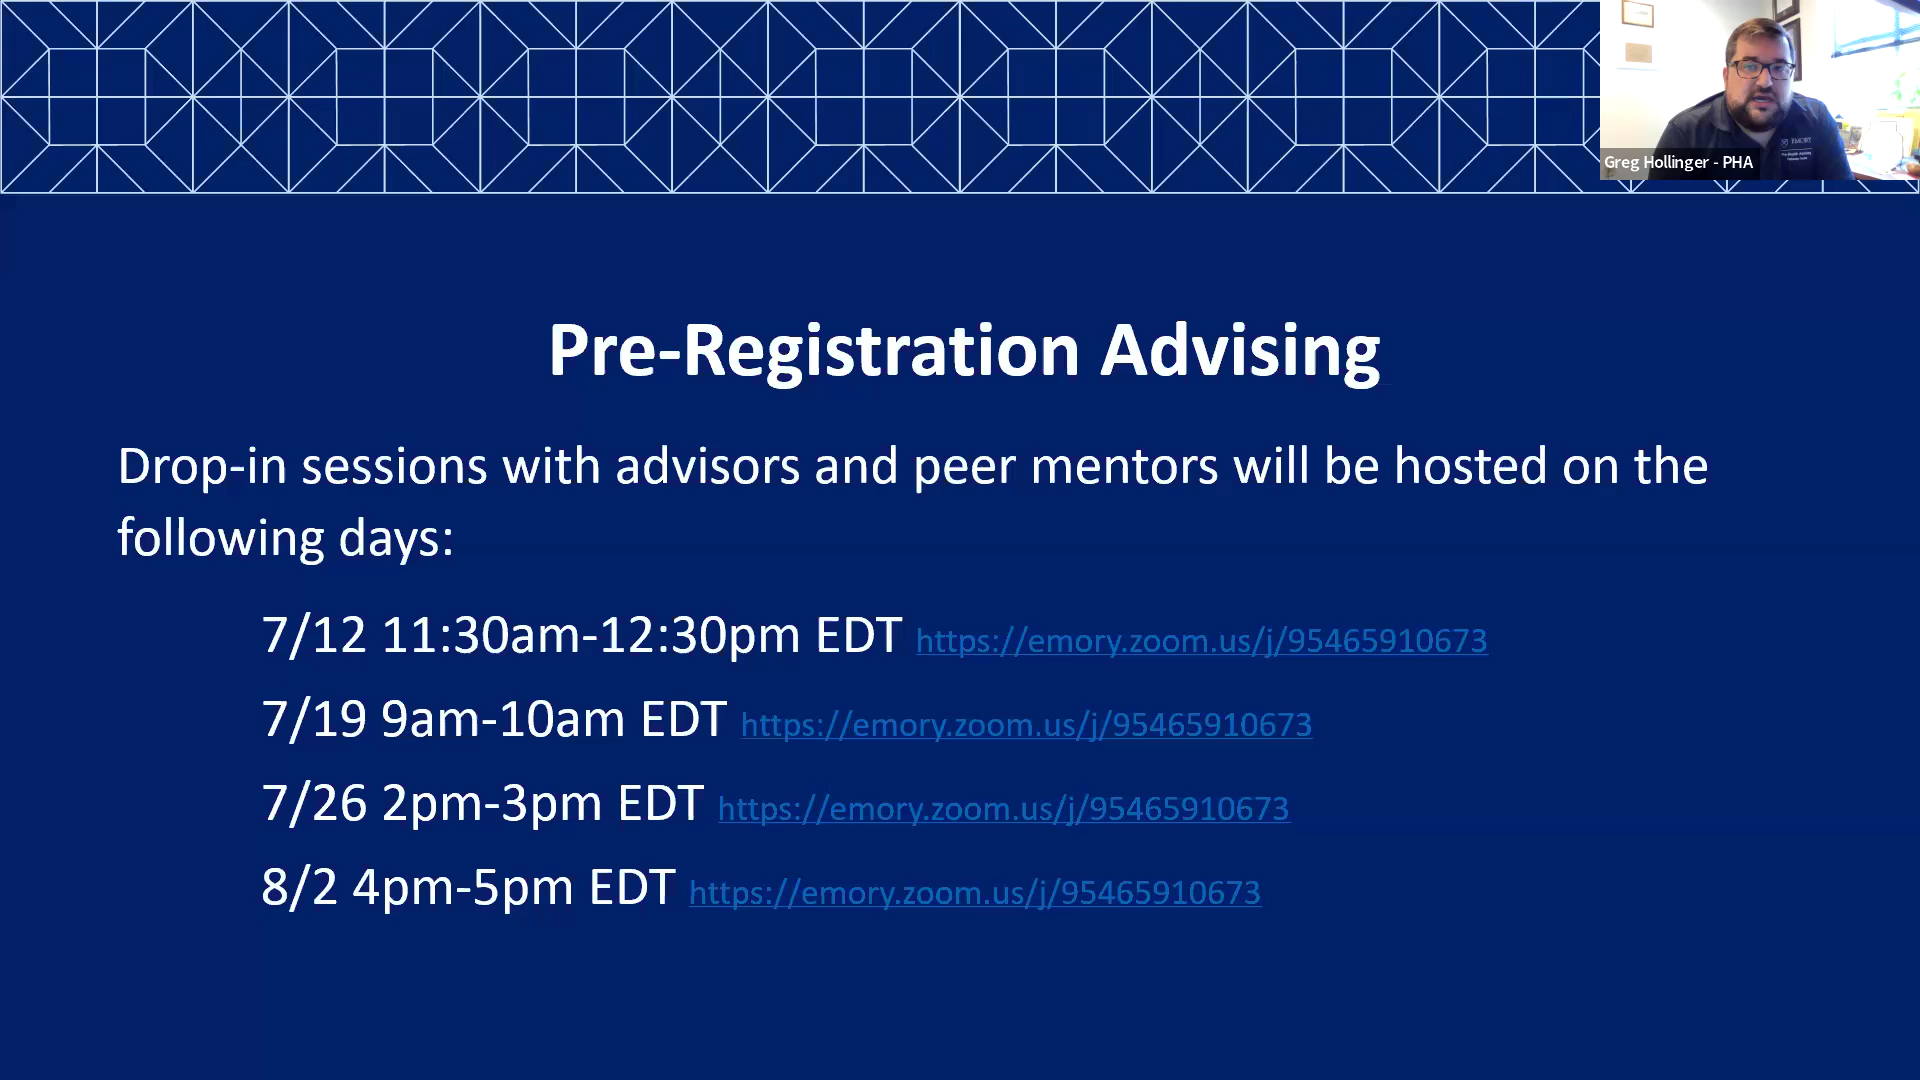 EMORY
Greg Hollinger - PHA
Pre-Registration Advising
Drop-in sessions with advisors and peer mentors will be hosted on the
following days:
7/12 11:30am-12:30pm EDT https://emory.zoom.us/j/95465910673
7/19 9am-10am EDT https://emory.zoom.us/j/95465910673
7/26 2pm-3pm EDT https://emory.zoom.us/j/95465910673
8/2 4pm-5pm EDT https://emory.zoom.us/j/95465910673